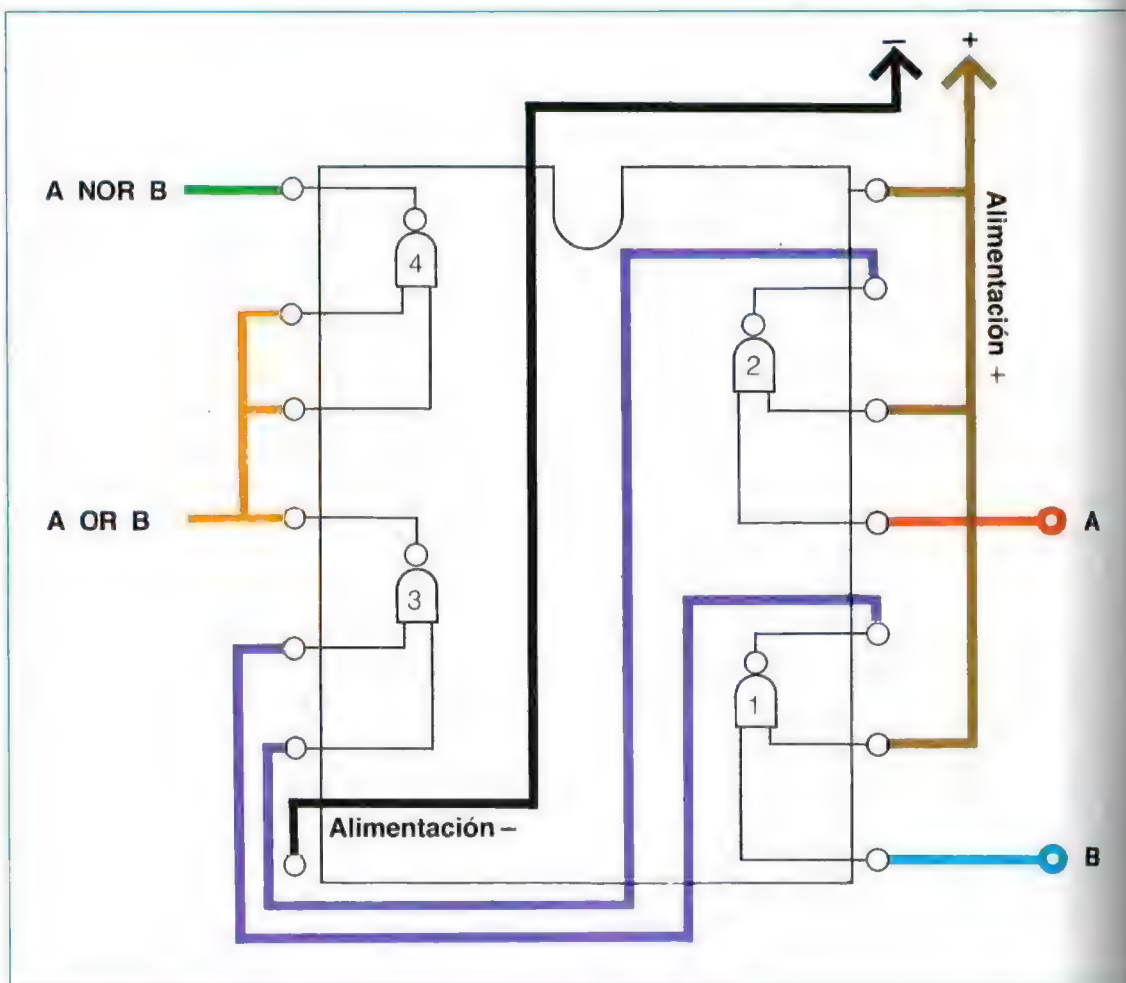 − +
A NOR B
4
Alimentación +
2
A OR B
A
3
1
Alimentación −
B